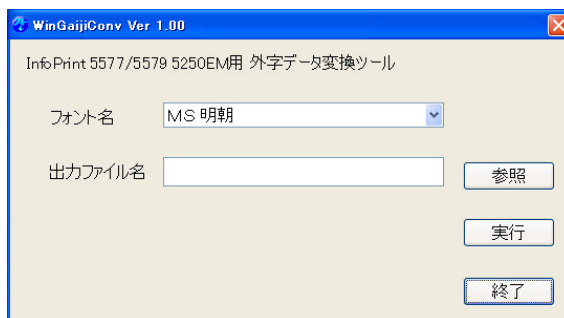 WinGaijiConv Ver 1.00
InfoPrint 5577/5579 5250EM用 外字データ変換ツール
フォント名 MS 明朝
出力ファイル名 参照
実行
終了